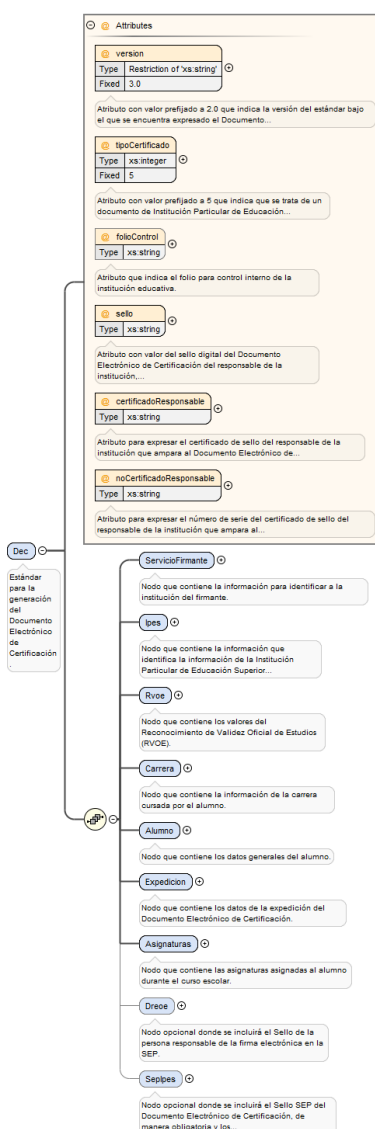 Attributes
@ version
Type Restriction of 'xs:string'
Fixed 3.0
Atributo con valor prefijado a 2.0 que indica la versión del estándar bajo
el que se encuentra expresado el Documento...
@ tipoCertificado
Type xs:integer
Fixed 5
Atributo con valor prefijado a 5 que indica que se trata de un
documento de Institución Particular de Educación...
@ folioControl
Type xs:string
Atributo que indica el folio para control interno de la
institución educativa.
@ sello
Type xs:string
Atributo con valor del sello digital del Documento
Electrónico de Certificación del responsable de la
institución,...
@ certificadoResponsable
Type xs:string
Atributo para expresar el certificado de sello del responsable de la
institución que ampara al Documento Electrónico de...
@ noCertificadoResponsable
Type xs:string
Atributo para expresar el número de serie del certificado de sello del
responsable de la institución que ampara al...
Dec
Estándar
para la
generación
del
Documento
Electrónico
de
Certificación
.
ServicioFirmante
Nodo que contiene la información para identificar a la
institución del firmante.
Ipes
Nodo que contiene la información que
identifica la información de la Institución
Particular de Educación Superior...
Rvoe
Nodo que contiene los valores del
Reconocimiento de Validez Oficial de Estudios
(RVOE).
Carrera
Nodo que contiene la información de la carrera
cursada por el alumno.
Alumno
Nodo que contiene los datos generales del alumno.
Expedicion
Nodo que contiene los datos de la expedición del
Documento Electrónico de Certificación.
Asignaturas
Nodo que contiene las asignaturas asignadas al alumno
durante el curso escolar.
Dreoe
Nodo opcional donde se incluirá el Sello de la
persona responsable de la firma electrónica en la
SEP.
SepIpes
Nodo opcional donde se incluirá el Sello SEP del
Documento Electrónico de Certificación, de
manera obligatoria y los...